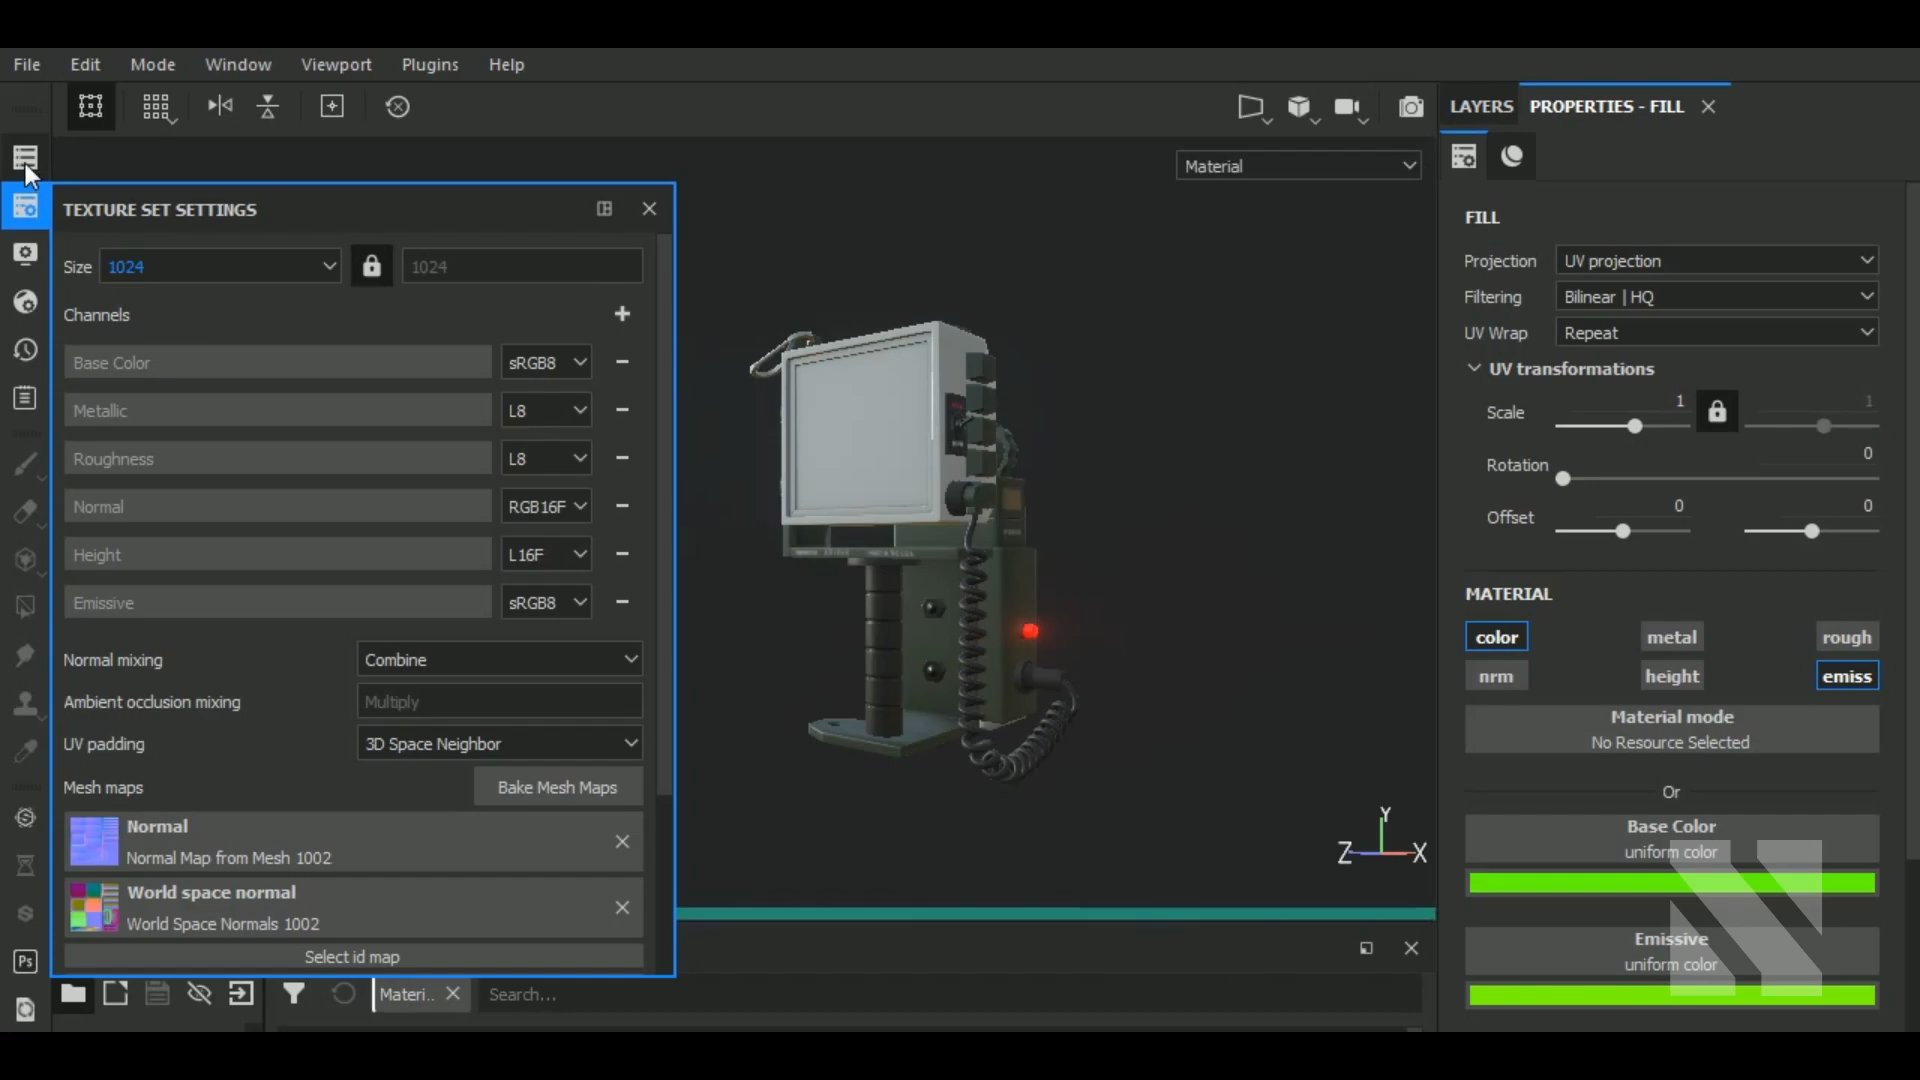 File Edit Mode Window Viewport Plugins Help
LAYERS PROPERTIES - FILL
Material
TEXTURE SET SETTINGS
Size 1024 1024
Channels
Base Color sRGB8
Metallic L8
Roughness L8
Normal RGB16F
Height L16F
Emissive sRGB8
Normal mixing Combine
Ambient occlusion mixing Multiply
UV padding 3D Space Neighbor
Mesh maps Bake Mesh Maps
Normal
Normal Map from Mesh 1002
World space normal
World Space Normals 1002
Select id map
Materi.. Search...
Ps
Y
Z X
FILL
Projection UV projection
Filtering Bilinear | HQ
UV Wrap Repeat
UV transformations
Scale 1 1
Rotation 0
Offset 0 0
MATERIAL
color metal rough
nrm height emiss
Material mode
No Resource Selected
Or
Base Color
uniform color
Emissive
uniform color